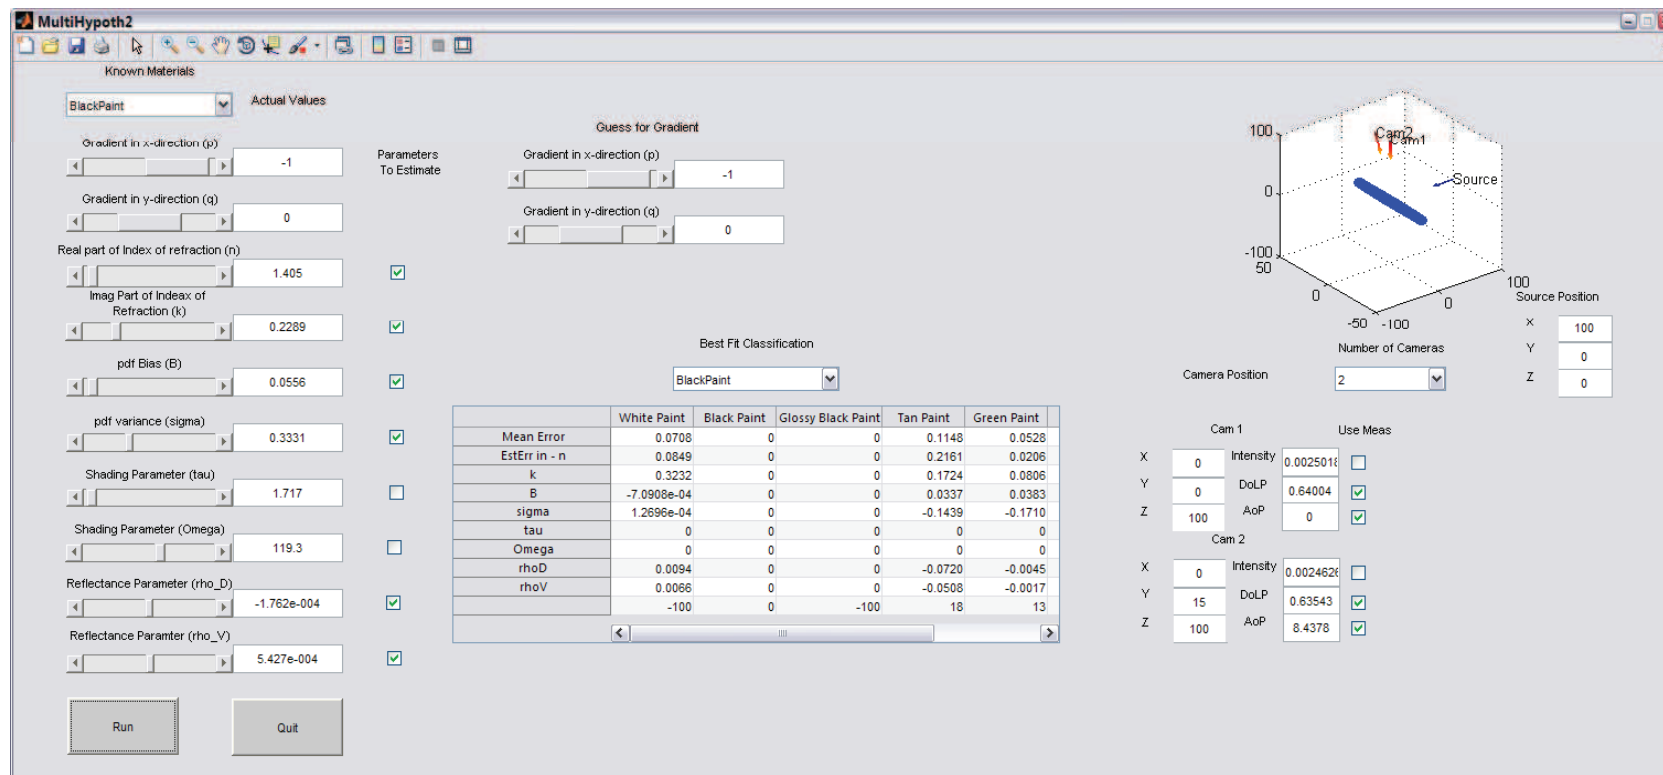 MultiHypoth2
Known Materials
BlackPaint
Actual Values
Gradient in x-direction (p)
-1
Gradient in y-direction (q)
0
Real part of Index of refraction (n)
1.405
Imag Part of Indeax of
Refraction (k)
0.2289
pdf Bias (B)
0.0556
pdf variance (sigma)
0.3331
Shading Parameter (tau)
1.717
Shading Parameter (Omega)
119.3
Reflectance Parameter (rho_D)
-1.762e-004
Reflectance Paramter (rho_V)
5.427e-004
Run
Quit
Parameters
To Estimate
Guess for Gradient
Gradient in x-direction (p)
-1
Gradient in y-direction (q)
0
Best Fit Classification
BlackPaint
White Paint Black Paint Glossy Black Paint Tan Paint Green Paint
Mean Error 0.0708 0 0 0.1148 0.0528
EstErr in - n 0.0849 0 0 0.2161 0.0206
k 0.3232 0 0 0.1724 0.0806
B -7.0908e-04 0 0 0.0337 0.0383
sigma 1.2696e-04 0 0 -0.1439 -0.1710
tau 0 0 0 0 0
Omega 0 0 0 0 0
rhoD 0.0094 0 0 -0.0720 -0.0045
rhoV 0.0066 0 0 -0.0508 -0.0017
-100 0 -100 18 13
100
0
-100
50
0
-50
-100
0
100
Cam2
Cam1
Source
Source Position
X 100
Y 0
Z 0
Number of Cameras
Camera Position
2
Cam 1
Use Meas
X 0 Intensity 0.0025018
Y 0 DoLP 0.64004
Z 100 AoP 0
Cam 2
X 0 Intensity 0.0024626
Y 15 DoLP 0.63543
Z 100 AoP 8.4378